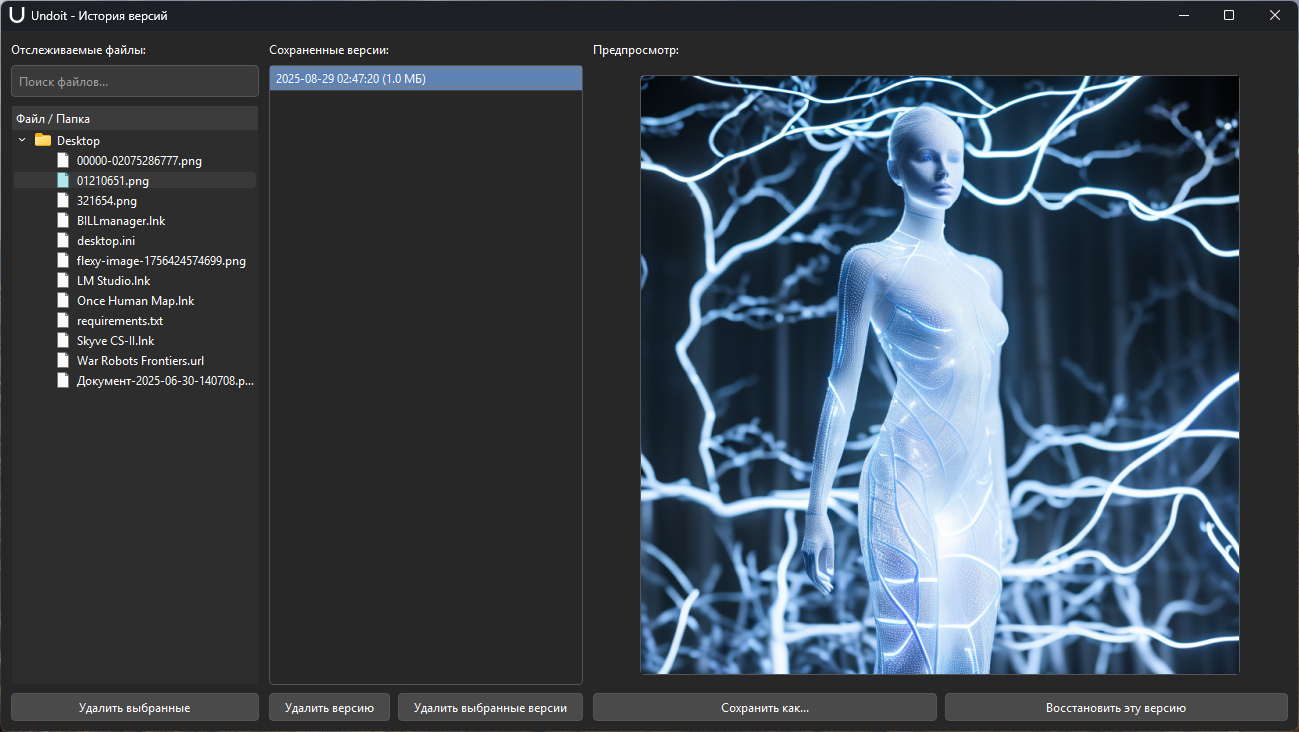 Undoit - История версий
Отслеживаемые файлы:
Поиск файлов...
Файл / Папка
Desktop
00000-02075286777.png
01210651.png
321654.png
BILLmanager.lnk
desktop.ini
flexy-image-1756424574699.png
LM Studio.lnk
Once Human Map.lnk
requirements.txt
Skyve CS-II.lnk
War Robots Frontiers.url
Документ-2025-06-30-140708.p...
Удалить выбранные
Сохраненные версии:
2025-08-29 02:47:20 (1.0 МБ)
Удалить версию
Удалить выбранные версии
Предпросмотр:
Сохранить как...
Восстановить эту версию